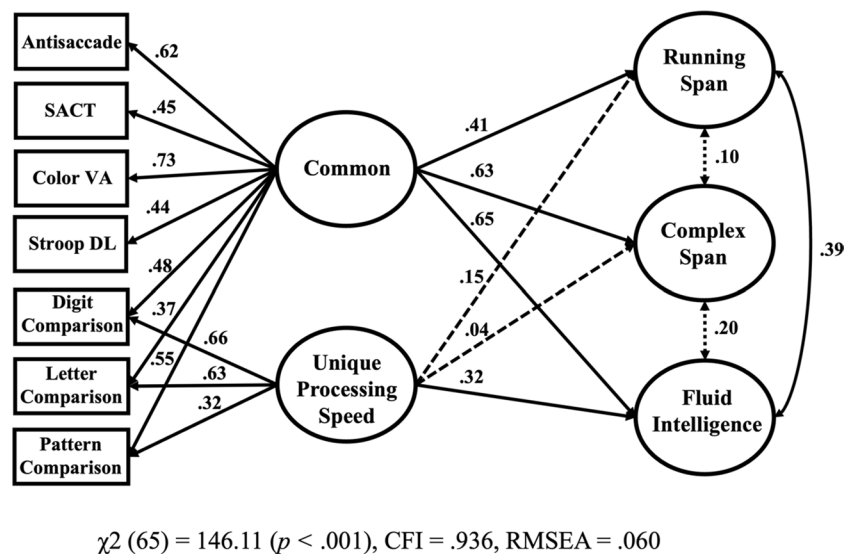 Antisaccade
SACT
Color VA
Stroop DL
Digit
Comparison
Letter
Comparison
Pattern
Comparison
.62
.45
.73
.44
.48
.37
.55
.66
.63
.32
Common
Unique
Processing
Speed
.41
.63
.65
.15
.04
.32
Running
Span
.10
Complex
Span
.20
Fluid
Intelligence
.39
χ2 (65) = 146.11 (p < .001), CFI = .936, RMSEA = .060